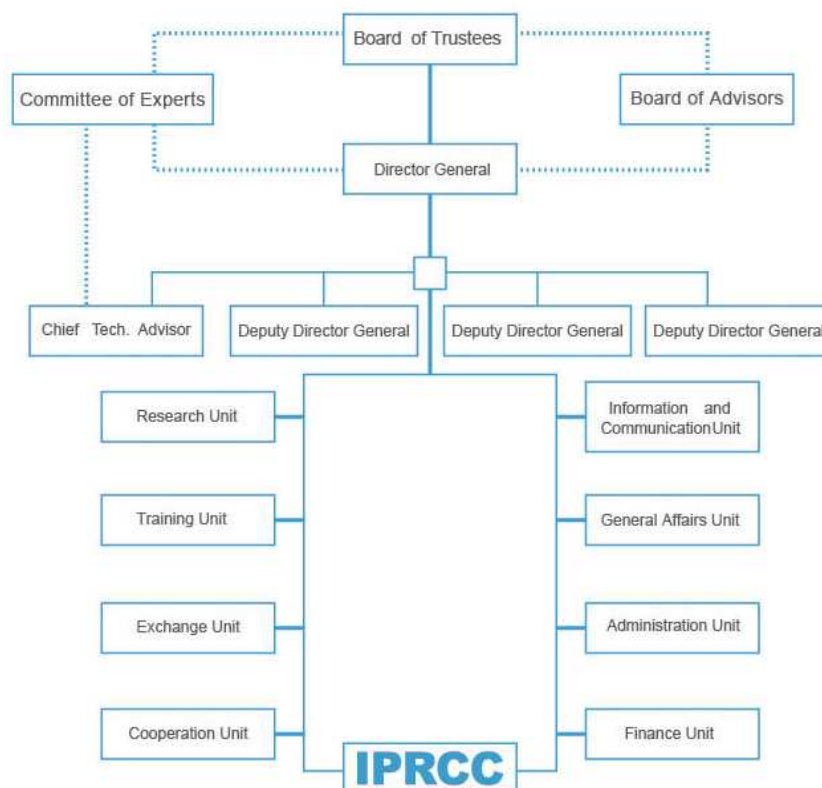 Board of Trustees
Committee of Experts
Board of Advisors
Director General
Chief Tech. Advisor
Deputy Director General
Deputy Director General
Deputy Director General
Research Unit
Information and
CommunicationUnit
Training Unit
General Affairs Unit
Exchange Unit
Administration Unit
Cooperation Unit
Finance Unit
IPRCC